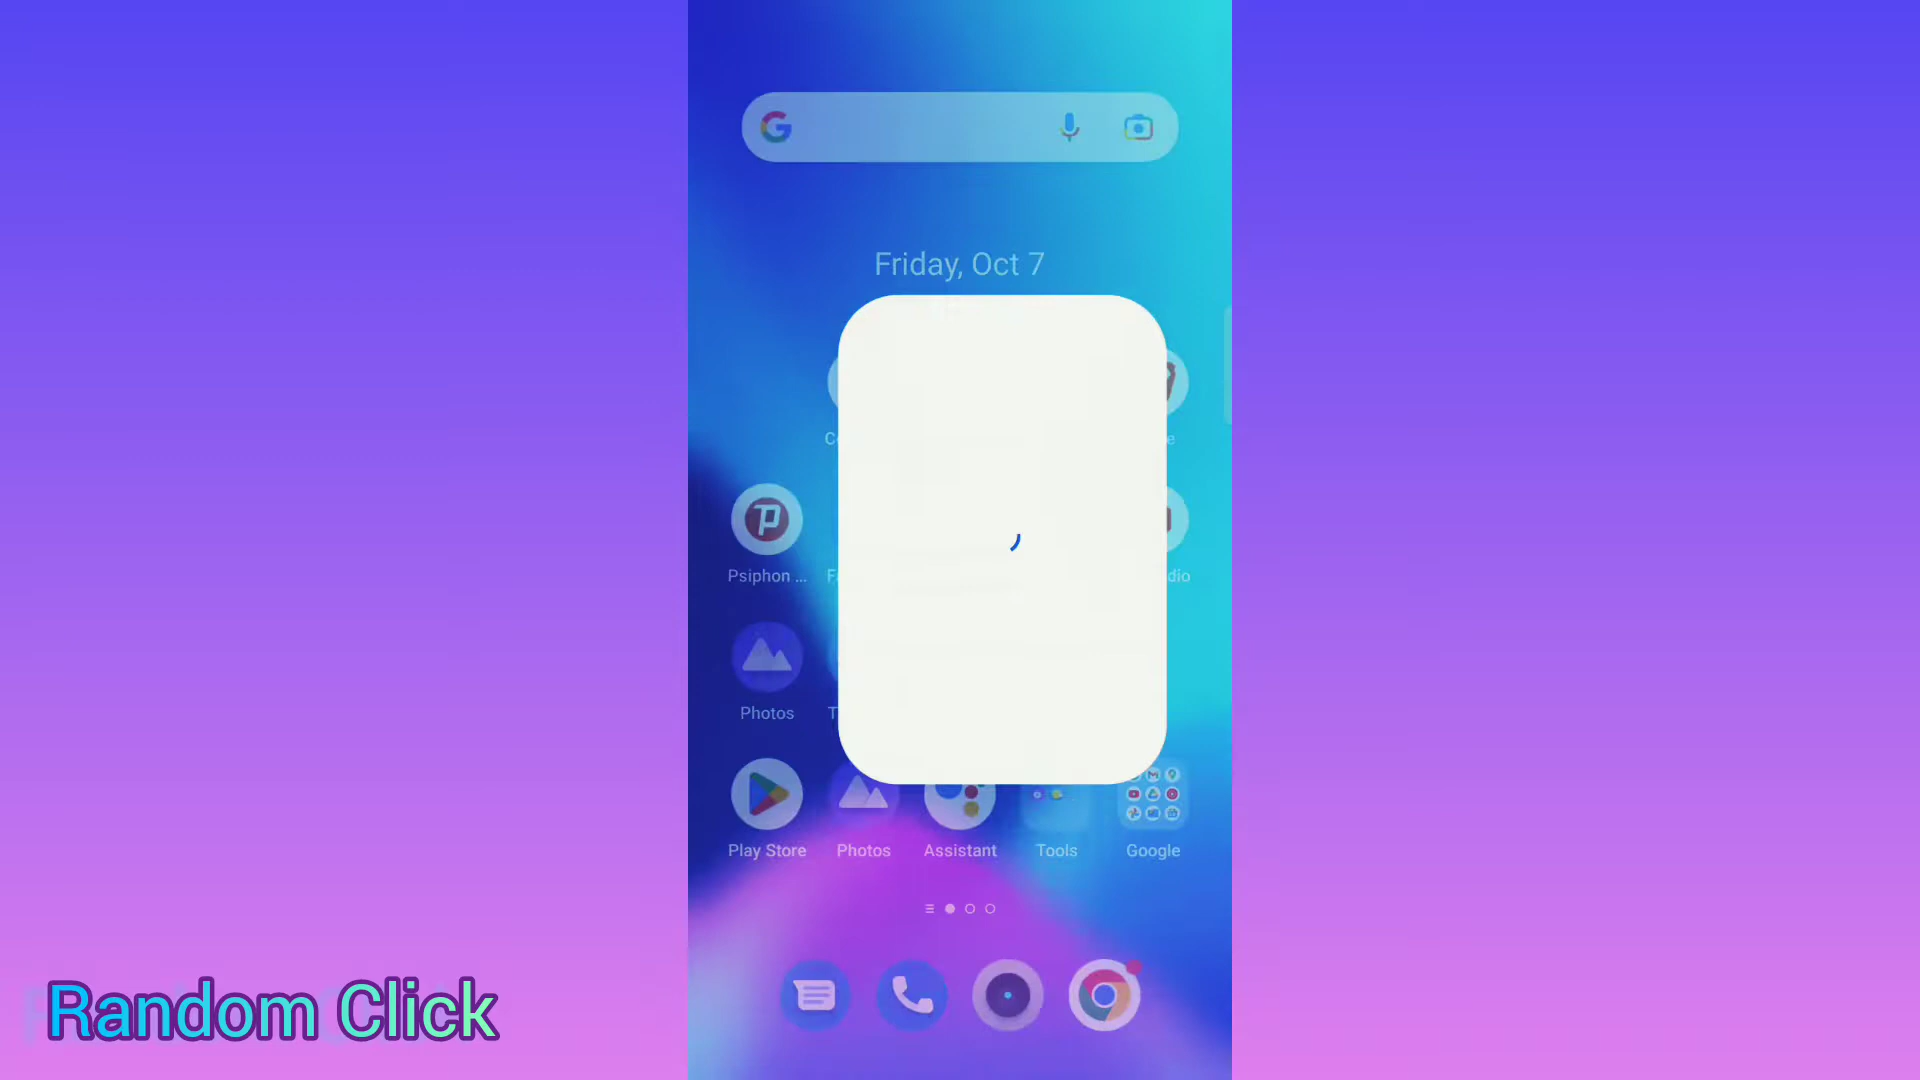 Friday, Oct 7
Psiphon ...
Photos
Play Store
Photos
Assistant
Tools
Google
Random Click